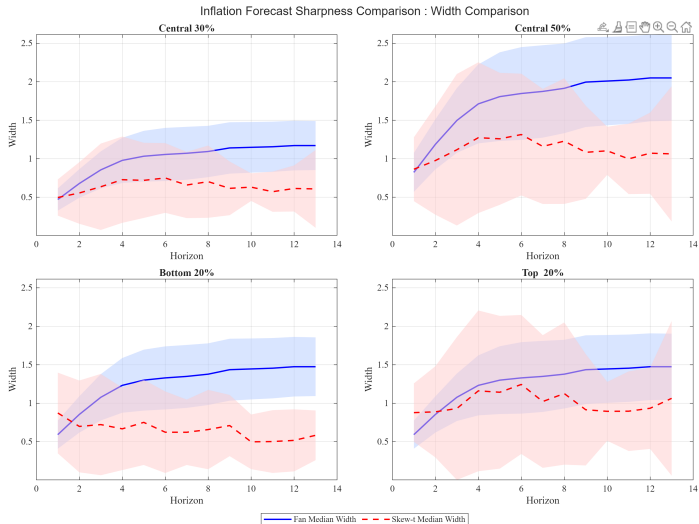 Inflation Forecast Sharpness Comparison : Width Comparison
Central 30%
Central 50%
2.5
2
1.5
1
0.5
Width
0 2 4 6 8 10 12 14
Horizon
2.5
2
1.5
1
0.5
Width
0 2 4 6 8 10 12 14
Horizon
Bottom 20%
Top 20%
2.5
2
1.5
1
0.5
Width
0 2 4 6 8 10 12 14
Horizon
2.5
2
1.5
1
0.5
Width
0 2 4 6 8 10 12 14
Horizon
Fan Median Width Skew-t Median Width